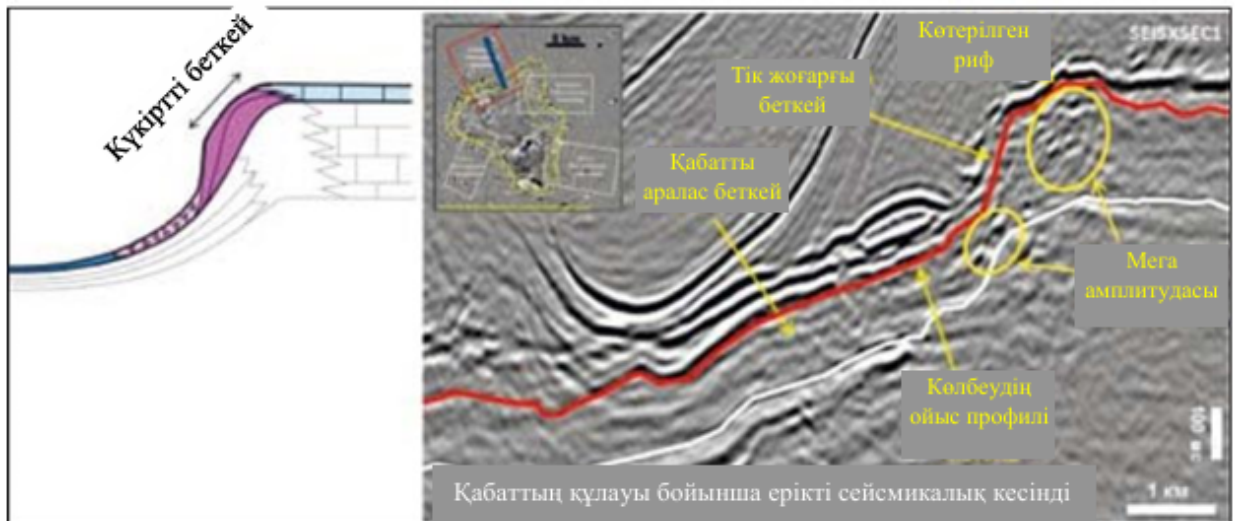 Күкіртті беткей
SEISXSEC1
Көтерілген
риф
Тік жоғарғы
беткей
Қабатты
аралас беткей
Мега
амплитудасы
Көлбеудің
ойыс профилі
Қабаттың құлауы бойынша ерікті сейсмикалық кесінді
1 км